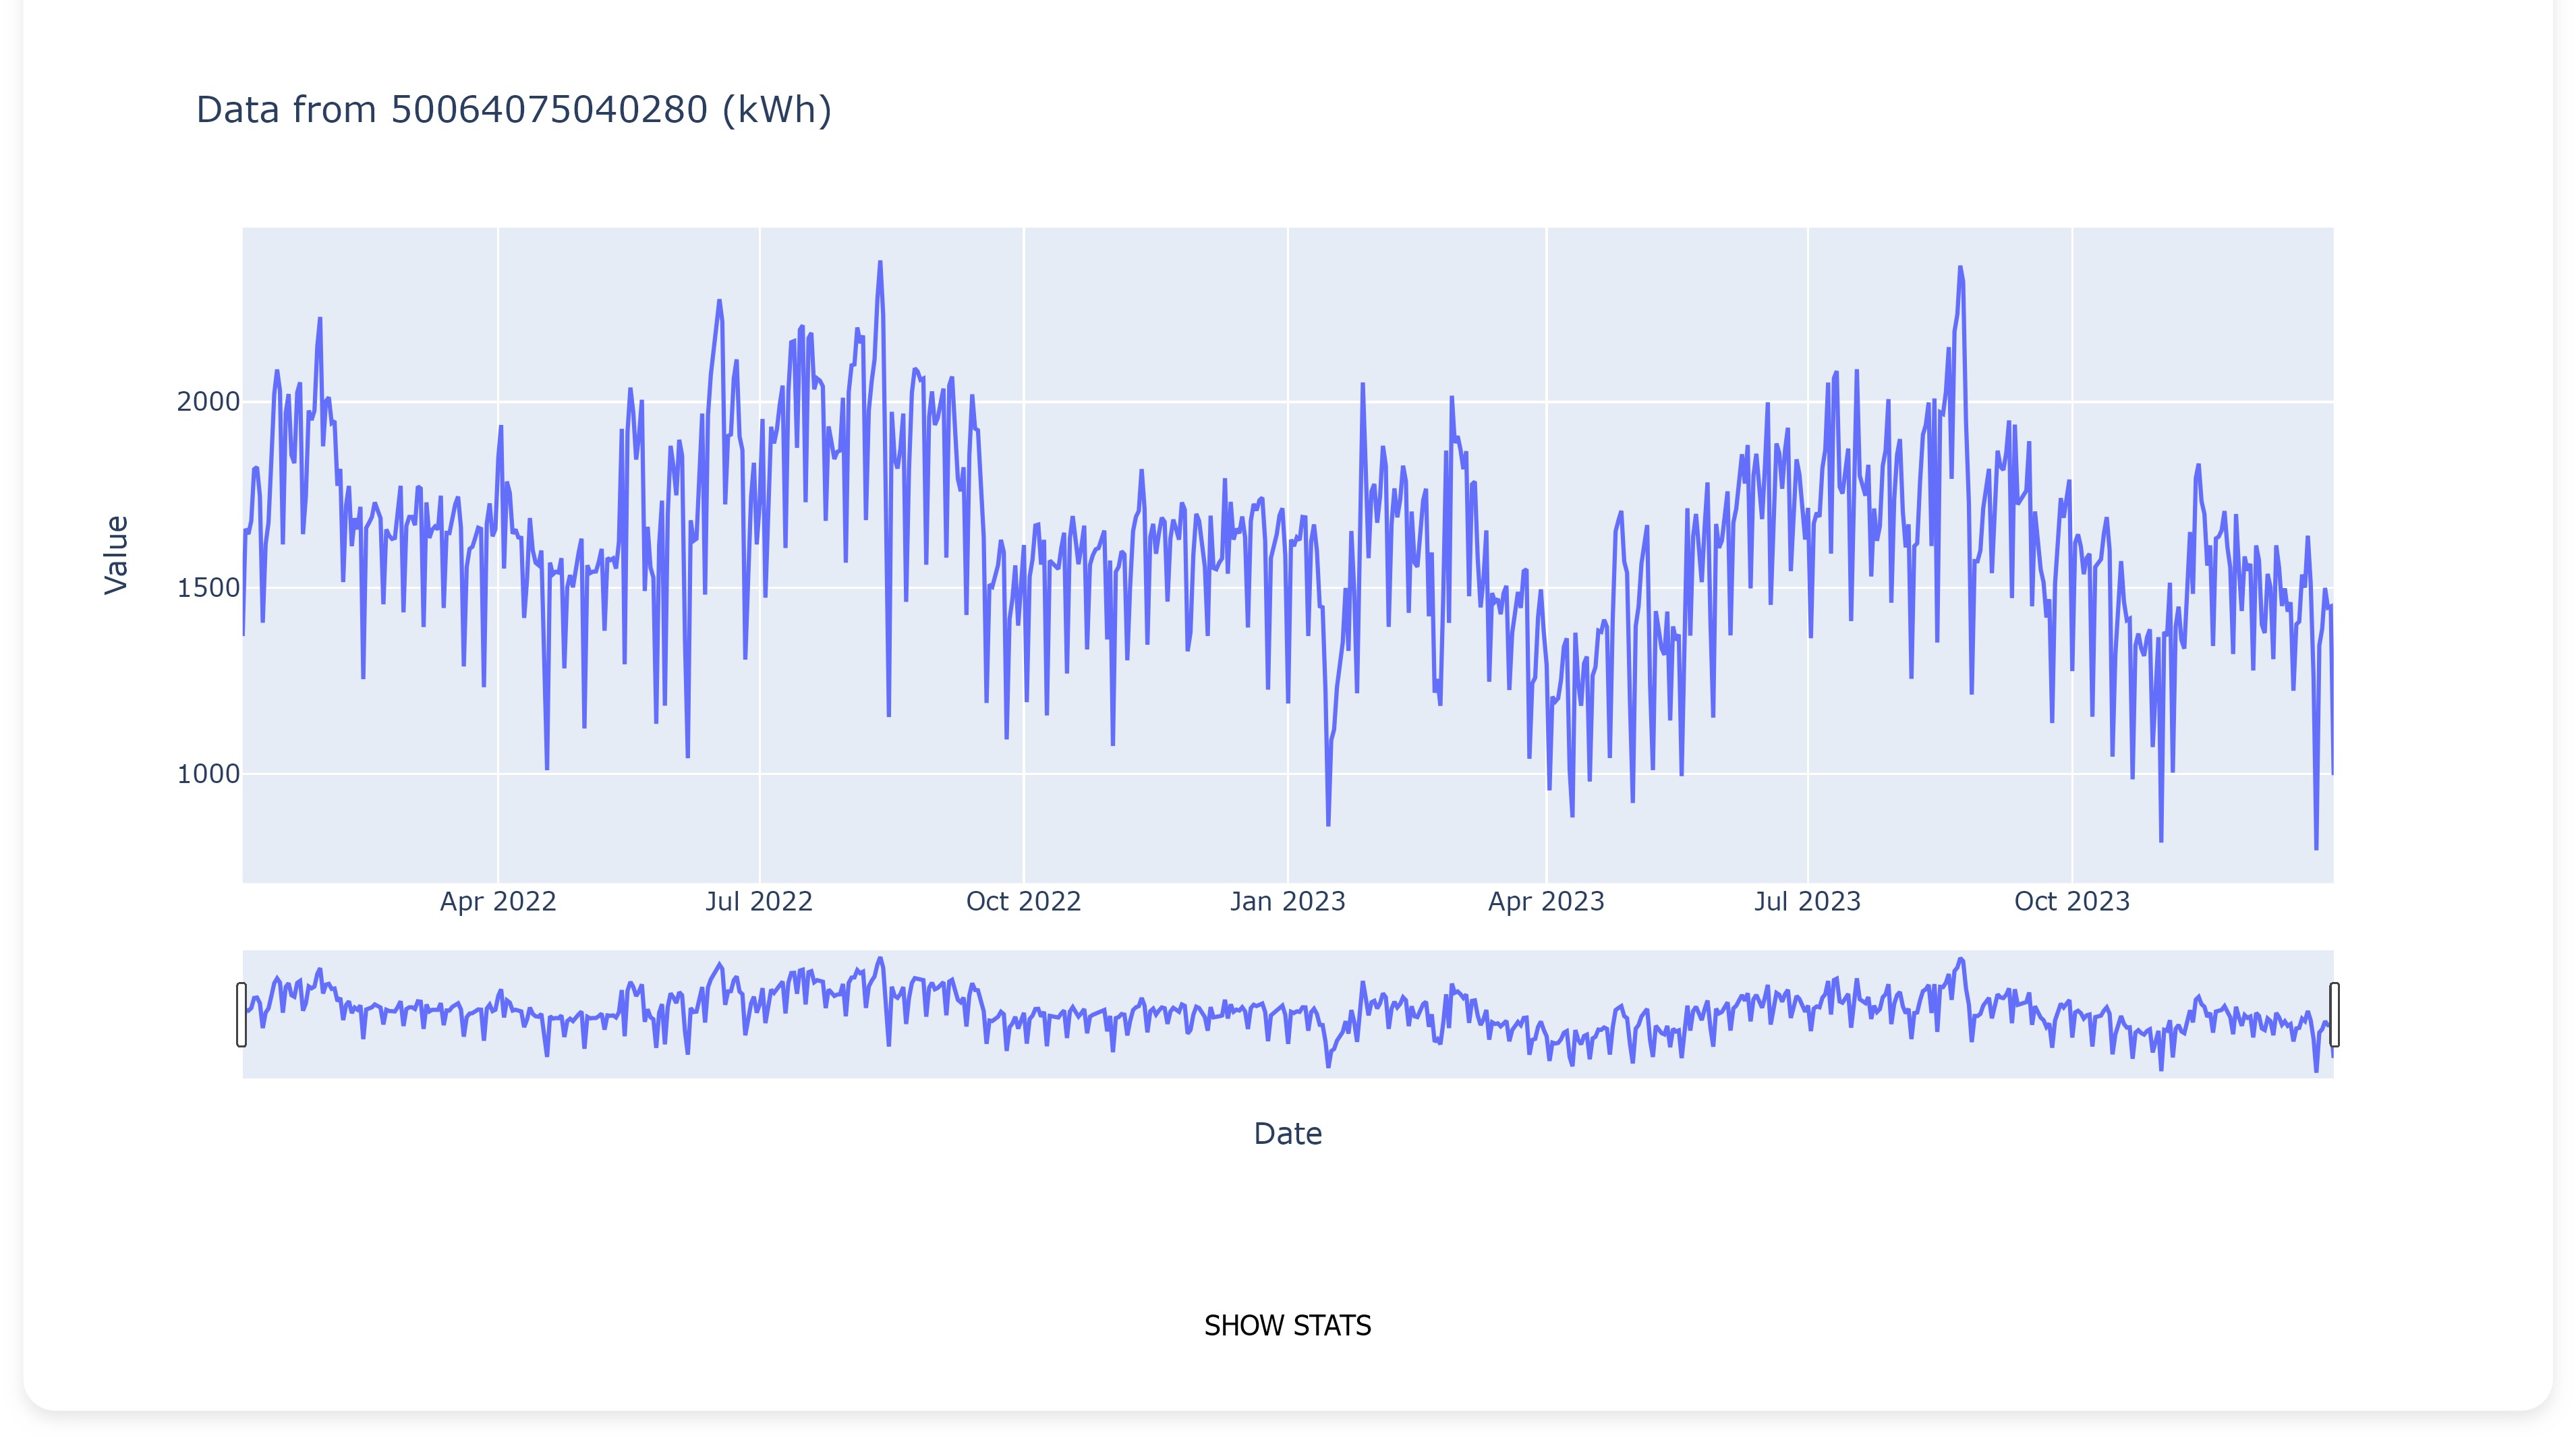 Data from 50064075040280 (kWh)
Value
2000
1500
1000
Apr 2022
Jul 2022
Oct 2022
Jan 2023
Apr 2023
Jul 2023
Oct 2023
Date
SHOW STATS